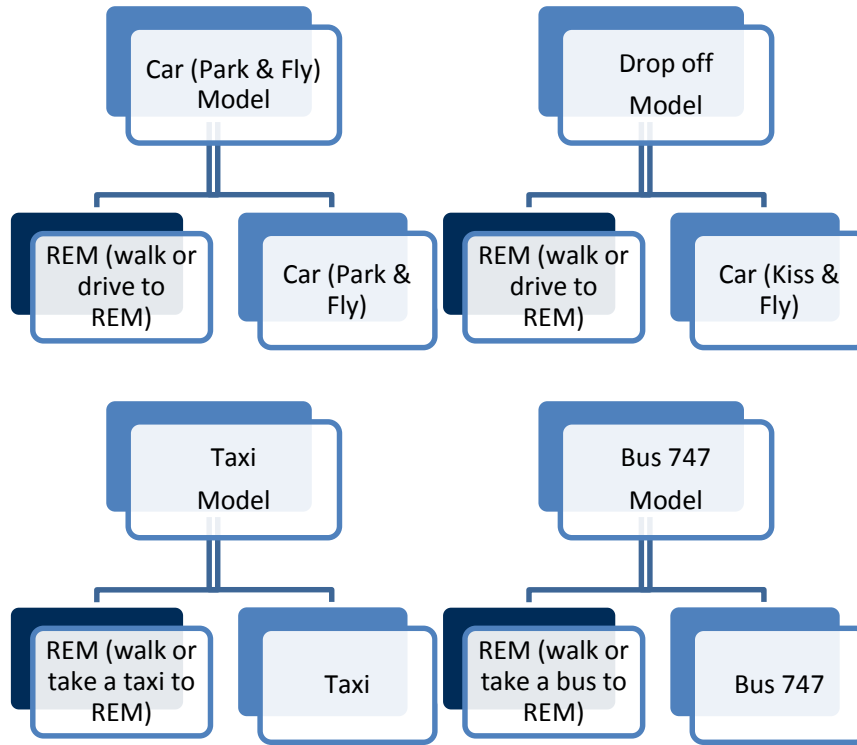 Car (Park & Fly)
Model
Drop off
Model
REM (walk or
drive to
REM)
Car (Park &
Fly)
REM (walk or
drive to
REM)
Car (Kiss &
Fly)
Taxi
Model
Bus 747
Model
REM (walk or
take a taxi to
REM)
Taxi
REM (walk or
take a bus to
REM)
Bus 747